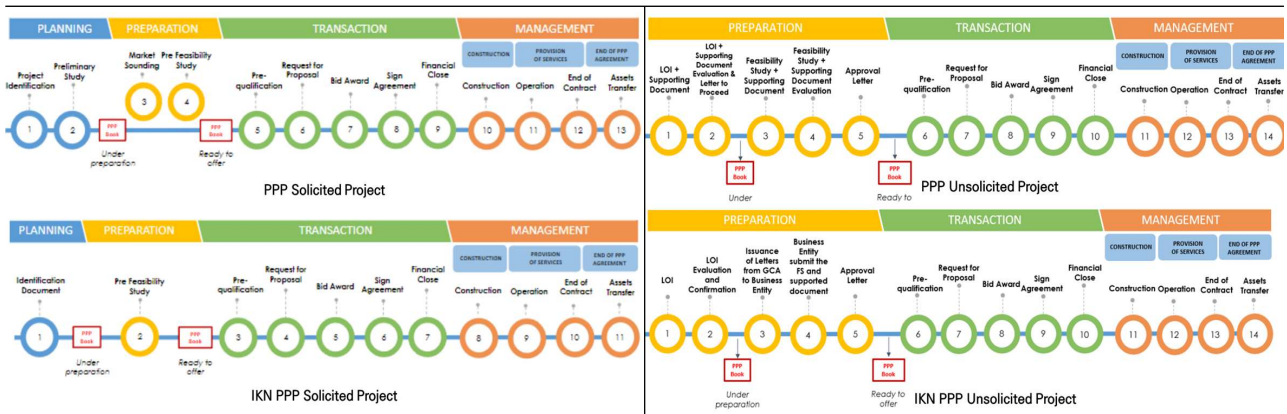 PLANNING
PREPARATION
TRANSACTION
MANAGEMENT
CONSTRUCTION
PROVISION
OF SERVICES
END OF PPP
AGREEMENT
Project
Identification
Preliminary
Study
Market
Sounding
Pre Feasibility
Study
Pre-
qualification
Request for
Proposal
Bid Award
Sign
Agreement
Financial
Close
Construction
Operation
End of
Contract
Assets
Transfer
1
2
3
4
5
6
7
8
9
10
11
12
13
PPP
Book
Under
preparation
PPP
Book
Ready to
offer
PPP Solicited Project
PREPARATION
TRANSACTION
MANAGEMENT
CONSTRUCTION
PROVISION
OF SERVICES
END OF PPP
AGREEMENT
LOI +
Supporting
Document
LOI +
Supporting
Document
Evaluation &
Letter to
Proceed
Feasibility
Study +
Supporting
Document
Feasibility
Study +
Supporting
Document
Evaluation
Approval
Letter
Pre-
qualification
Request for
Proposal
Bid Award
Sign
Agreement
Financial
Close
Construction
Operation
End of
Contract
Assets
Transfer
1
2
3
4
5
6
7
8
9
10
11
12
13
14
PPP
Book
Under
PPP
Book
Ready to
PPP Unsolicited Project
PLANNING
PREPARATION
TRANSACTION
MANAGEMENT
CONSTRUCTION
PROVISION
OF SERVICES
END OF PPP
AGREEMENT
Identification
Document
Pre Feasibility
Study
Pre-
qualification
Request for
Proposal
Bid Award
Sign
Agreement
Financial
Close
Construction
Operation
End of
Contract
Assets
Transfer
1
2
3
4
5
6
7
8
9
10
11
PPP
Book
Under
preparation
PPP
Book
Ready to
offer
IKN PPP Solicited Project
PREPARATION
TRANSACTION
MANAGEMENT
CONSTRUCTION
PROVISION
OF SERVICES
END OF PPP
AGREEMENT
LOI
LOI
Evaluation
and
Confirmation
Issuance
of Letters
from GCA
to Business
Entity
Business
Entity
submit the
FS and
supported
document
Approval
Letter
Pre-
qualification
Request for
Proposal
Bid Award
Sign
Agreement
Financial
Close
Construction
Operation
End of
Contract
Assets
Transfer
1
2
3
4
5
6
7
8
9
10
11
12
13
14
PPP
Book
Under
preparation
PPP
Book
Ready to
offer
IKN PPP Unsolicited Project